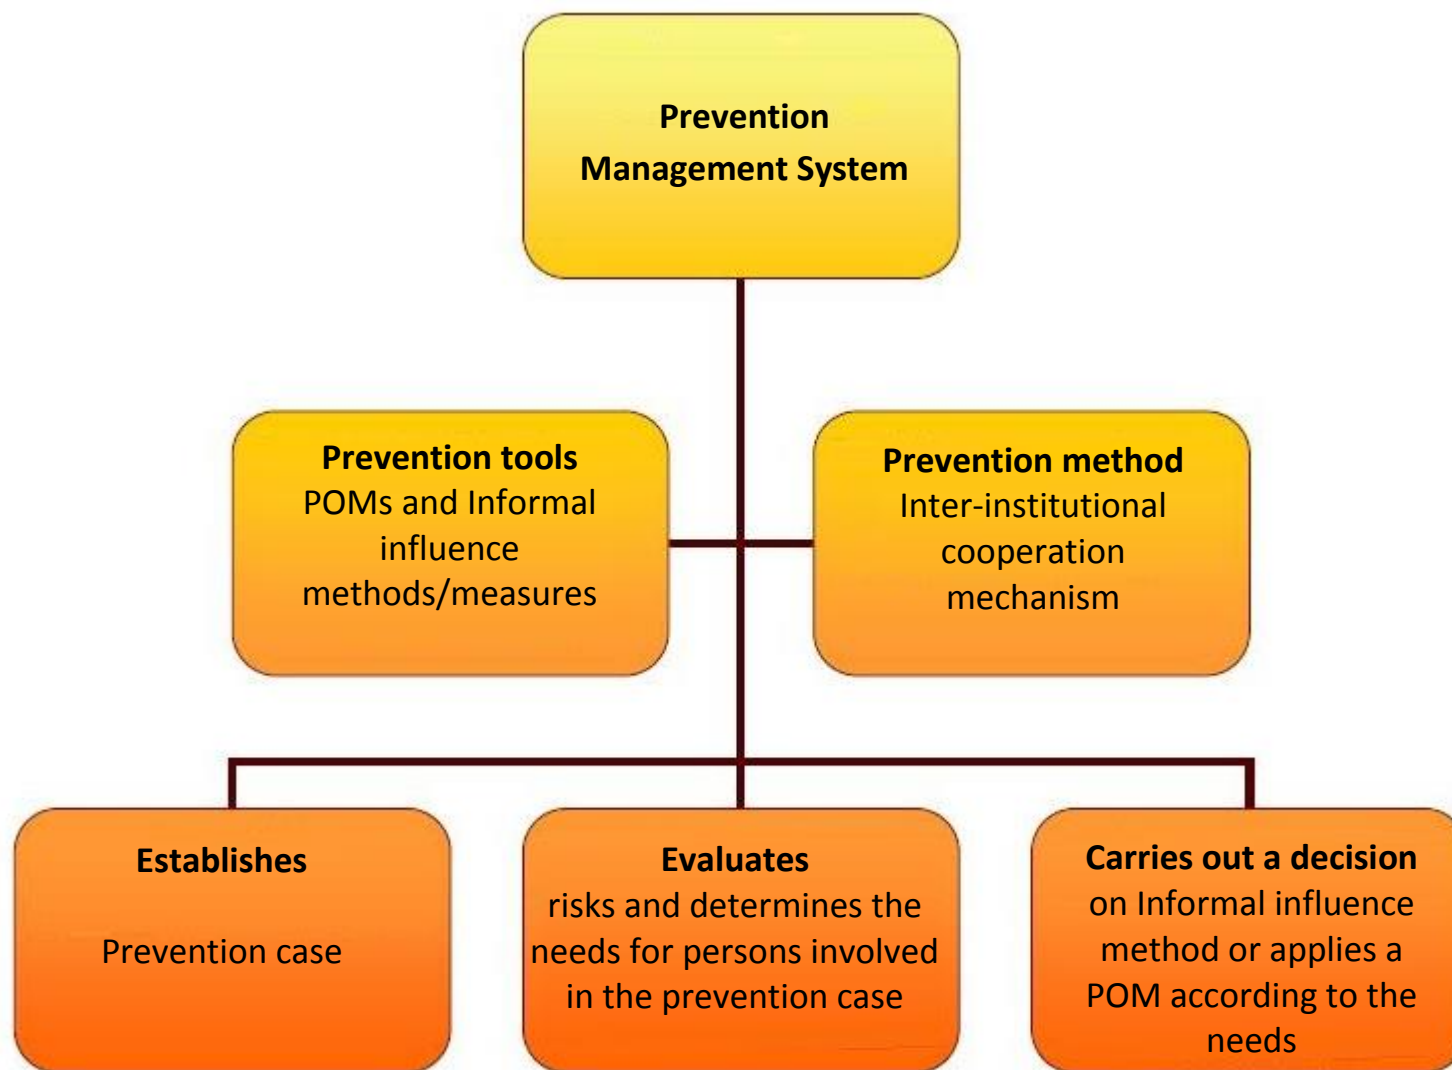 Prevention
Management System
Prevention tools
POMs and Informal
influence
methods/measures
Prevention method
Inter-institutional
cooperation
mechanism
Establishes
Prevention case
Evaluates
risks and determines the
needs for persons involved
in the prevention case
Carries out a decision
on Informal influence
method or applies a
POM according to the
needs